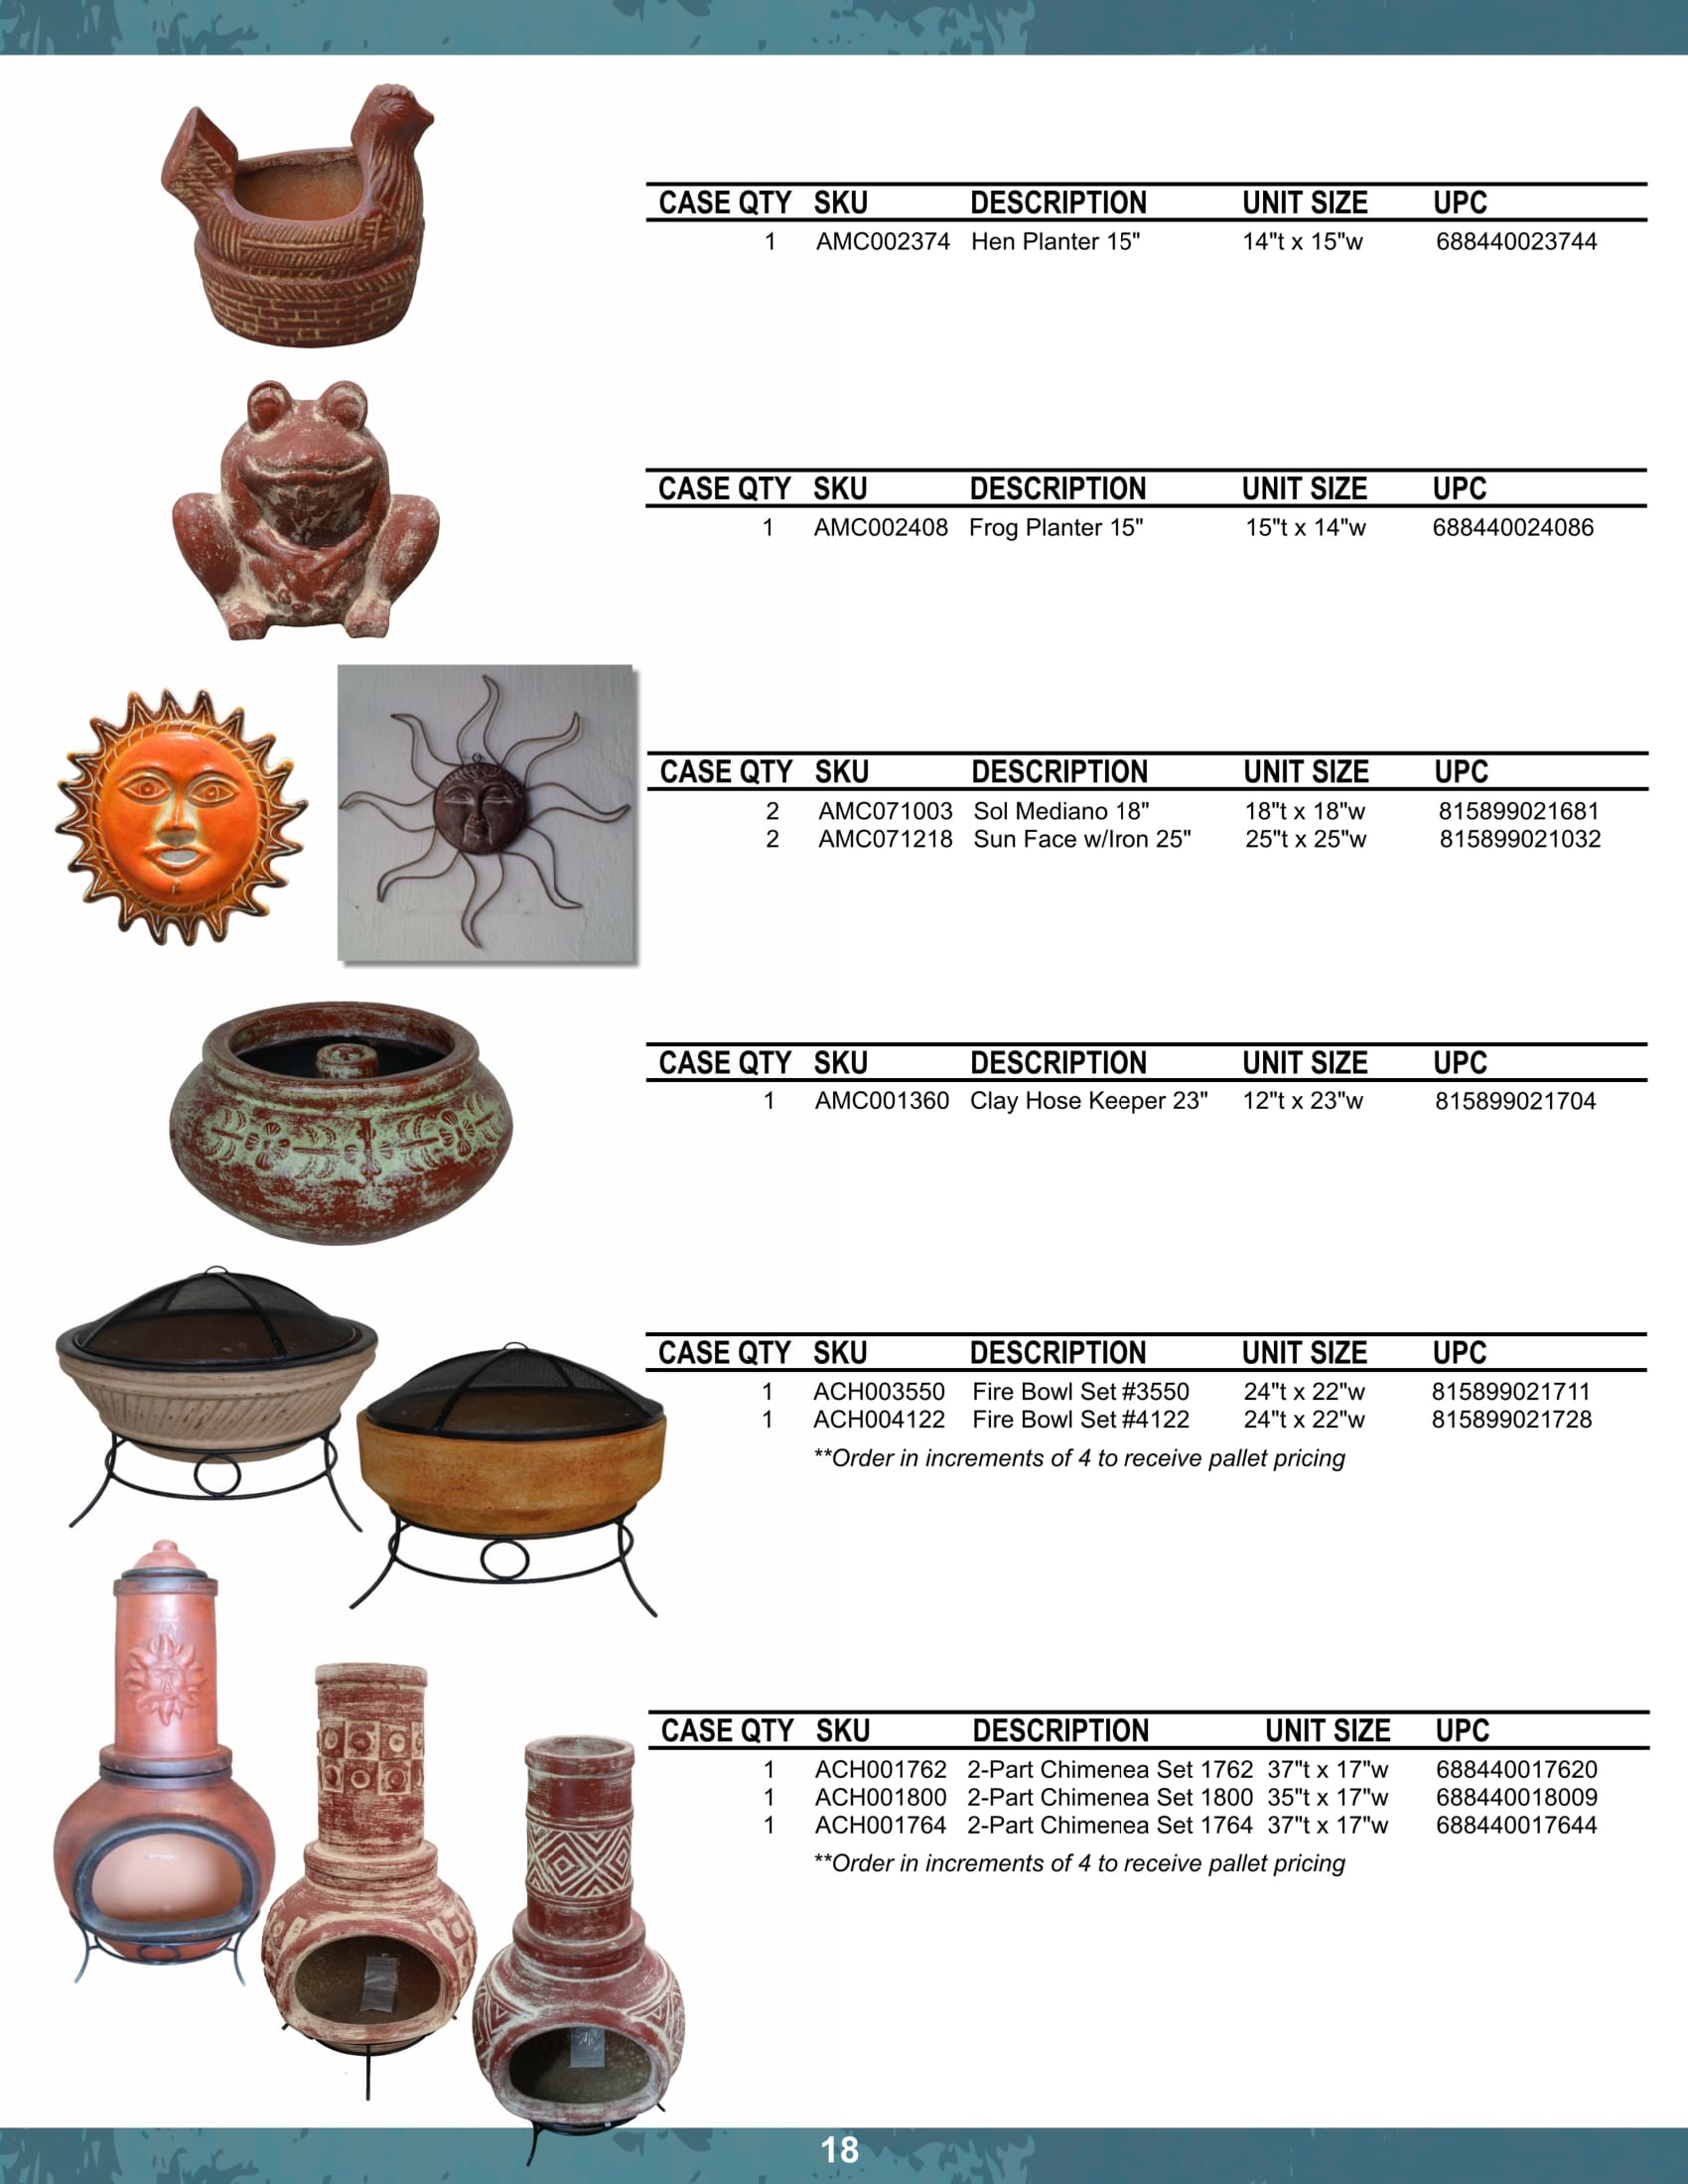 CASE QTY SKU DESCRIPTION UNIT SIZE UPC
1 AMC002374 Hen Planter 15" 14"t x 15"w 688440023744
CASE QTY SKU DESCRIPTION UNIT SIZE UPC
1 AMC002408 Frog Planter 15" 15"t x 14"w 688440024086
CASE QTY SKU DESCRIPTION UNIT SIZE UPC
2 AMC071003 Sol Mediano 18" 18"t x 18"w 815899021681
2 AMC071218 Sun Face w/Iron 25" 25"t x 25"w 815899021032
CASE QTY SKU DESCRIPTION UNIT SIZE UPC
1 AMC001360 Clay Hose Keeper 23" 12"t x 23"w 815899021704
CASE QTY SKU DESCRIPTION UNIT SIZE UPC
1 ACH003550 Fire Bowl Set #3550 24"t x 22"w 815899021711
1 ACH004122 Fire Bowl Set #4122 24"t x 22"w 815899021728
**Order in increments of 4 to receive pallet pricing
CASE QTY SKU DESCRIPTION UNIT SIZE UPC
1 ACH001762 2-Part Chimenea Set 1762 37"t x 17"w 688440017620
1 ACH001800 2-Part Chimenea Set 1800 35"t x 17"w 688440018009
1 ACH001764 2-Part Chimenea Set 1764 37"t x 17"w 688440017644
**Order in increments of 4 to receive pallet pricing
18